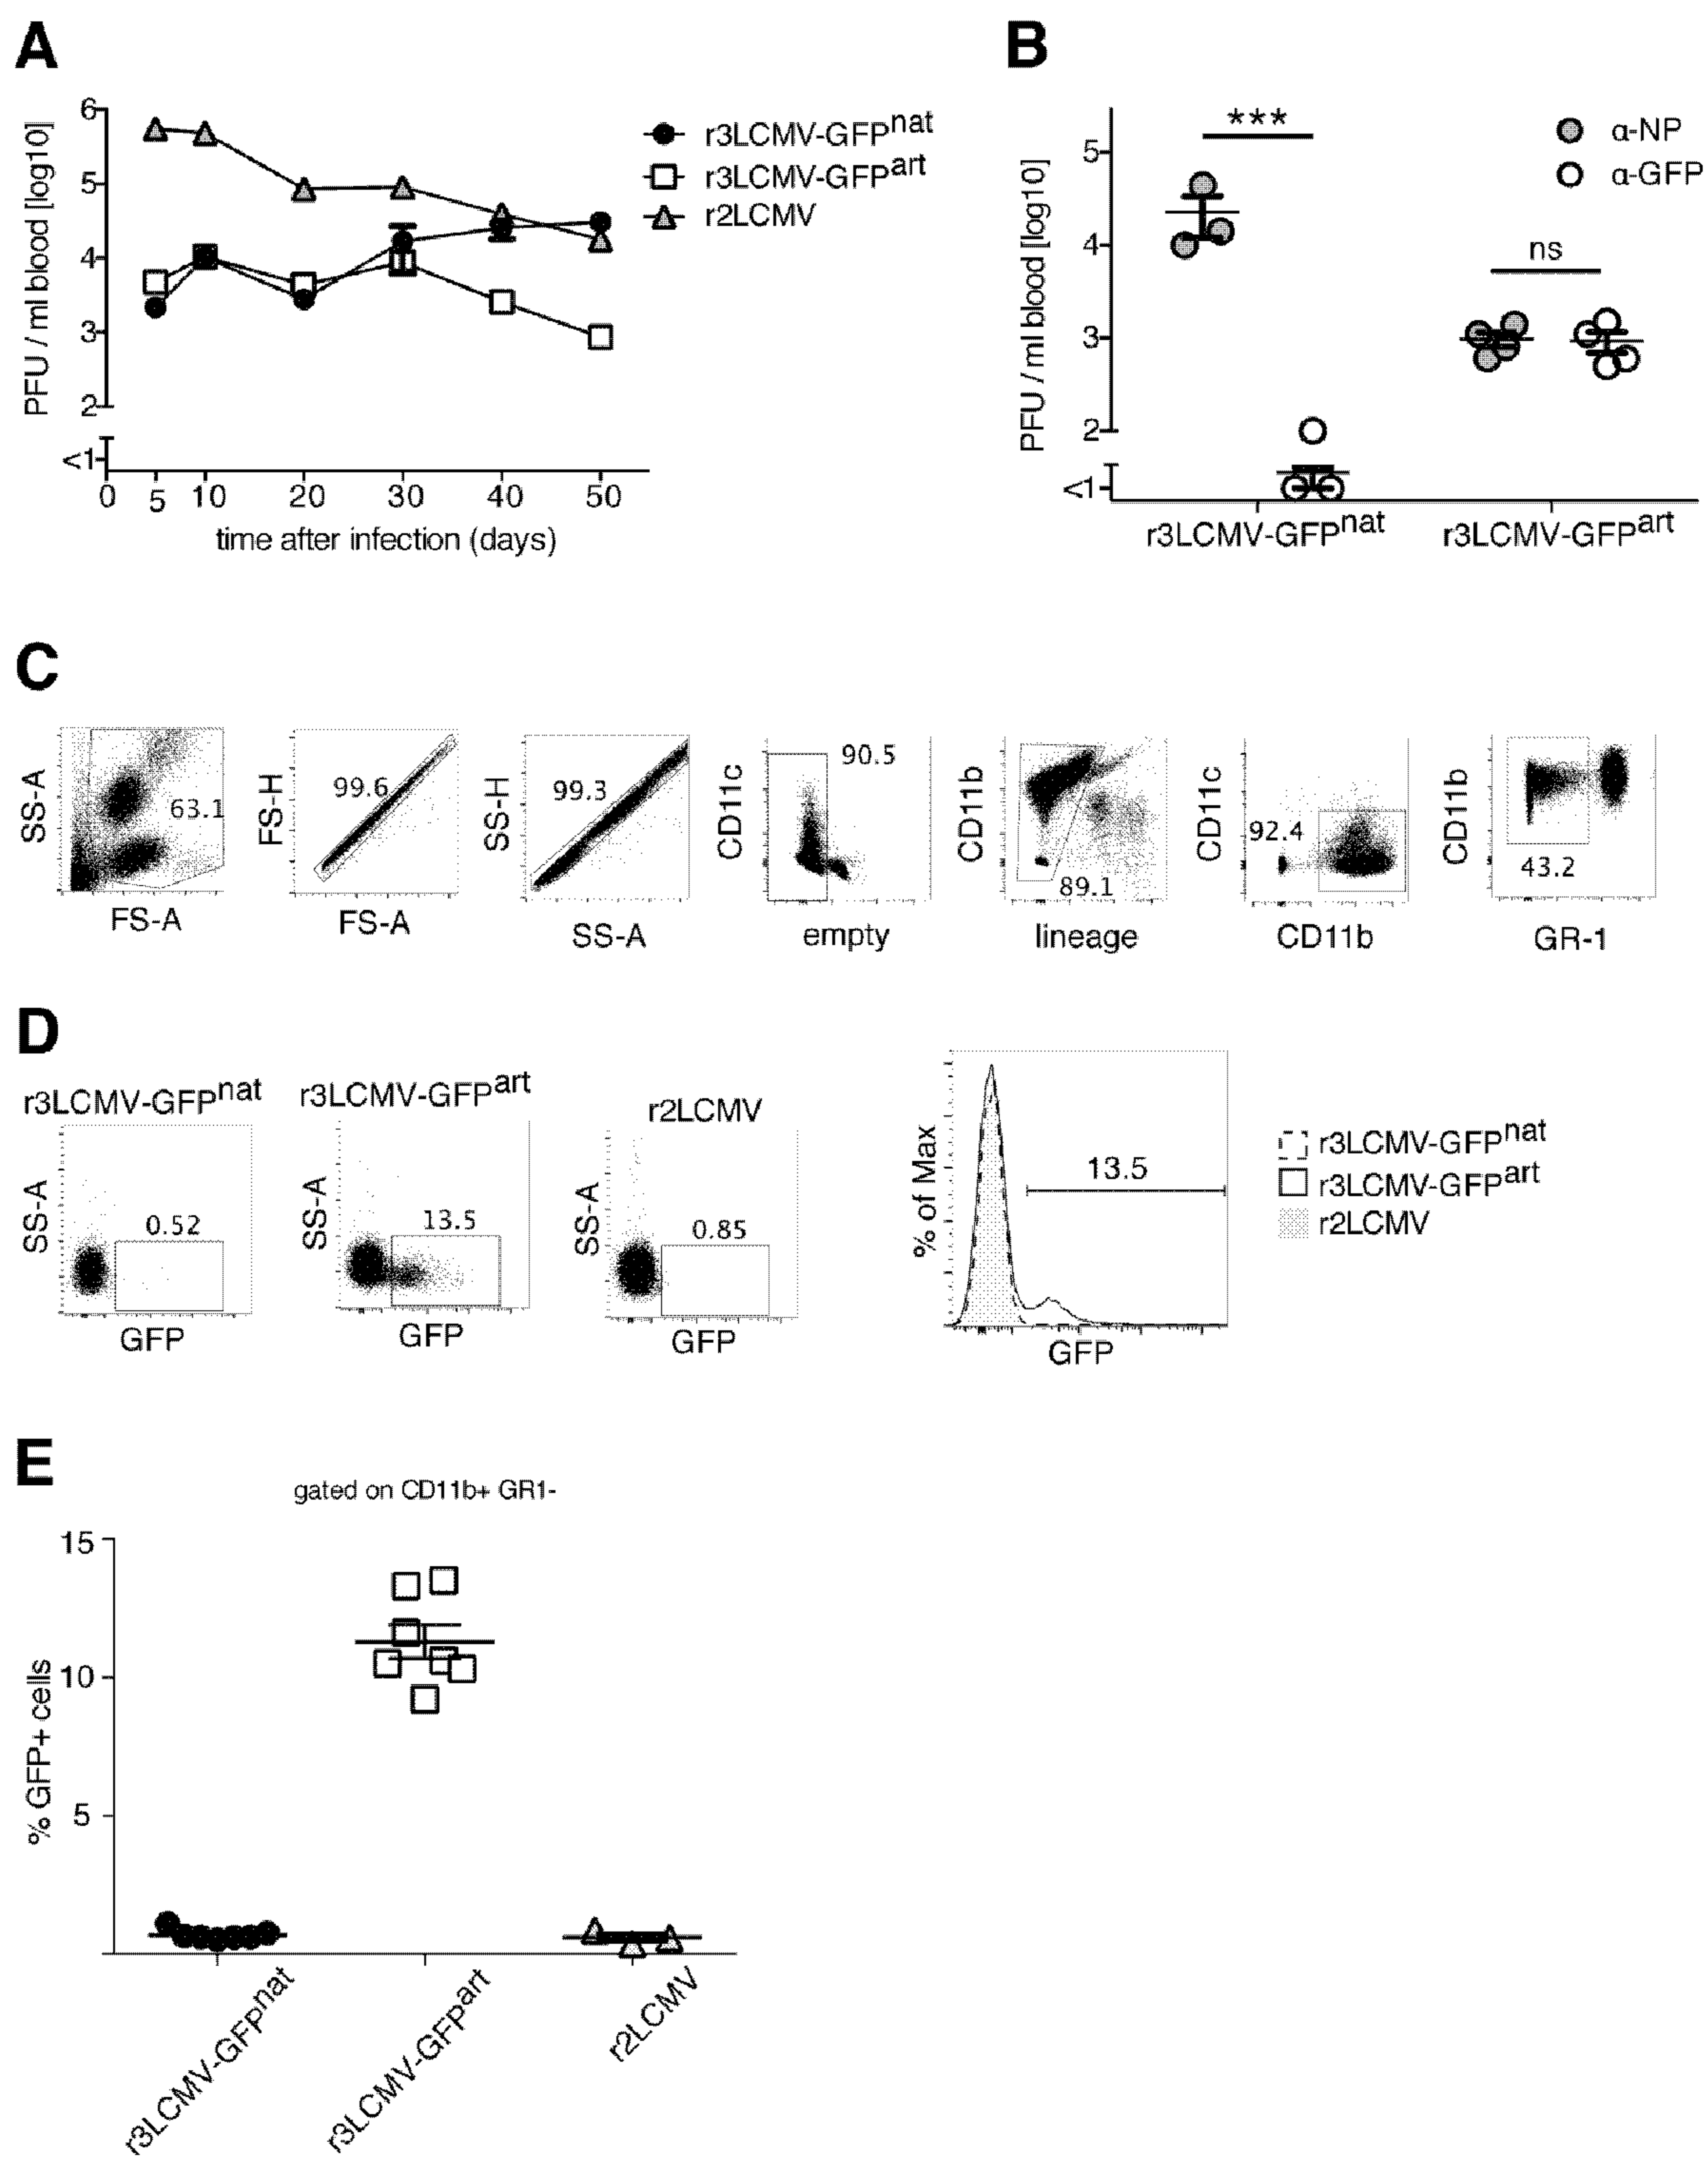 A
PFU / ml blood [log10]
6
5
4
3
2
<1
0 5 10 20 30 40 50
time after infection (days)
r3LCMV-GFPnat
r3LCMV-GFPart
r2LCMV
B
PFU / ml blood [log10]
5
4
3
2
<1
***
ns
α-NP
α-GFP
r3LCMV-GFPnat r3LCMV-GFPart
C
SS-A
63.1
FS-A
FS-H
99.6
FS-A
SS-H
99.3
SS-A
CD11c
90.5
empty
CD11b
89.1
lineage
CD11c
92.4
CD11b
CD11b
43.2
GR-1
D
r3LCMV-GFPnat
SS-A
0.52
GFP
r3LCMV-GFPart
SS-A
13.5
GFP
r2LCMV
SS-A
0.85
GFP
% of Max
13.5
GFP
r3LCMV-GFPnat
r3LCMV-GFPart
r2LCMV
E
gated on CD11b+ GR1-
% GFP+ cells
15
10
5
r3LCMV-GFPnat
r3LCMV-GFPart
r2LCMV